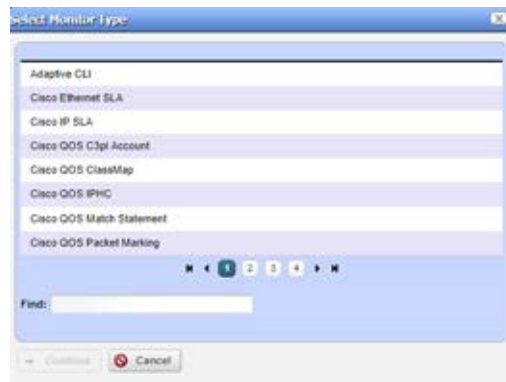 Select Monitor Type
Adaptive CLI
Cisco Ethernet SLA
Cisco IP SLA
Cisco QOS C3pl Account
Cisco QOS ClassMap
Cisco QOS IPHC
Cisco QOS Match Statement
Cisco QOS Packet Marking
1 2 3 4
Find:
Continue Cancel